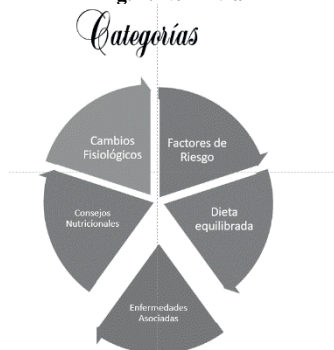 Categorías
Cambios
Fisiológicos
Factores de
Riesgo
Dieta
equilibrada
Enfermedades
Asociadas
Consejos
Nutricionales